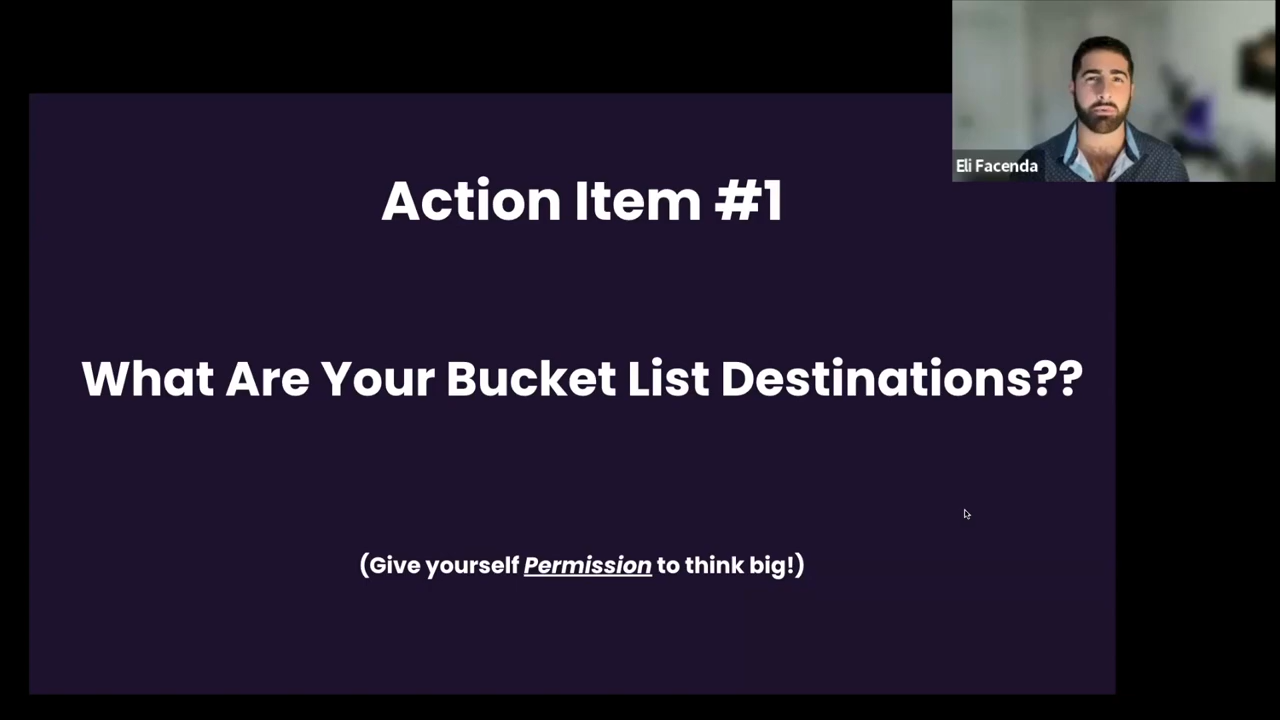 Eli Facenda
Action Item #1
What Are Your Bucket List Destinations??
(Give yourself Permission to think big!)